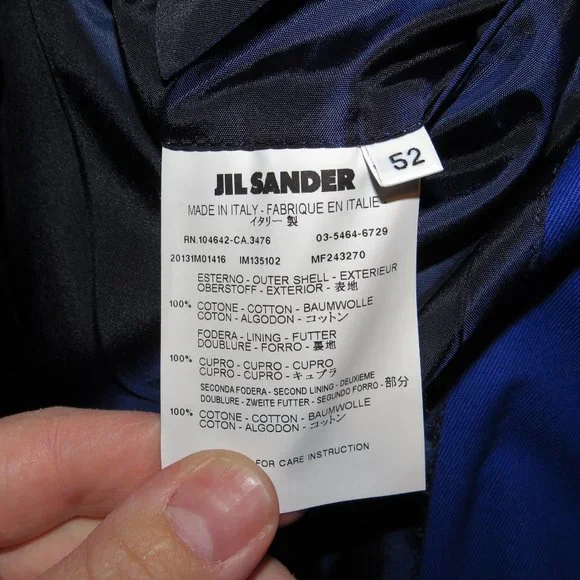 52
JIL SANDER
MADE IN ITALY - FABRIQUE EN ITALIE
イタリー 製
RN.104642-CA.3476 03-5464-6729
20131M01416 IM135102 MF243270
ESTERNO - OUTER SHELL - EXTERIEUR
OBERSTOFF - EXTERIOR - 表地
100% COTONE - COTTON - BAUMWOLLE
COTON - ALGODON - コットン
FODERA - LINING - FUTTER
DOUBLURE - FORRO - 裏地
100% CUPRO - CUPRO - CUPRO
CUPRO - CUPRO - キュプラ
SECONDA FODERA - SECOND LINING - DEUXIEME
DOUBLURE - ZWEITE FUTTER - SEGUNDO FORRO - 部分
100% COTONE - COTTON - BAUMWOLLE
COTON - ALGODON - コットン
FOR CARE INSTRUCTION